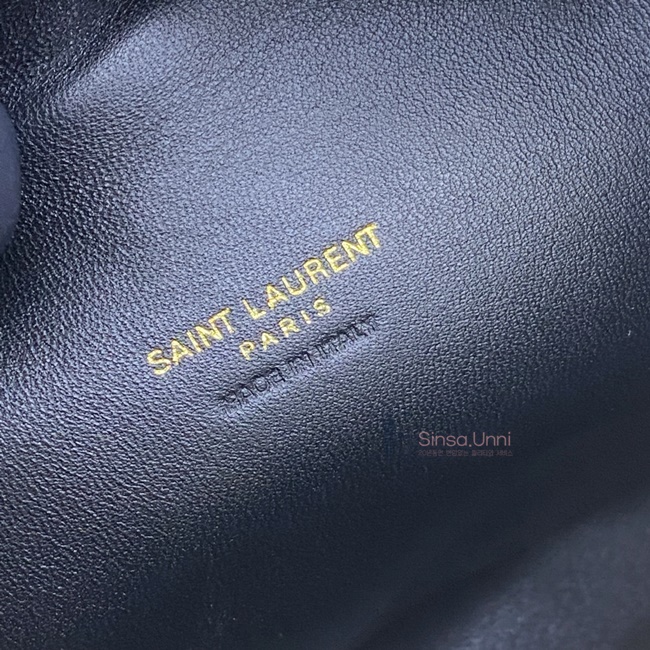 SAINT LAURENT
PARIS
MADE IN ITALY
Sinsa.Unni